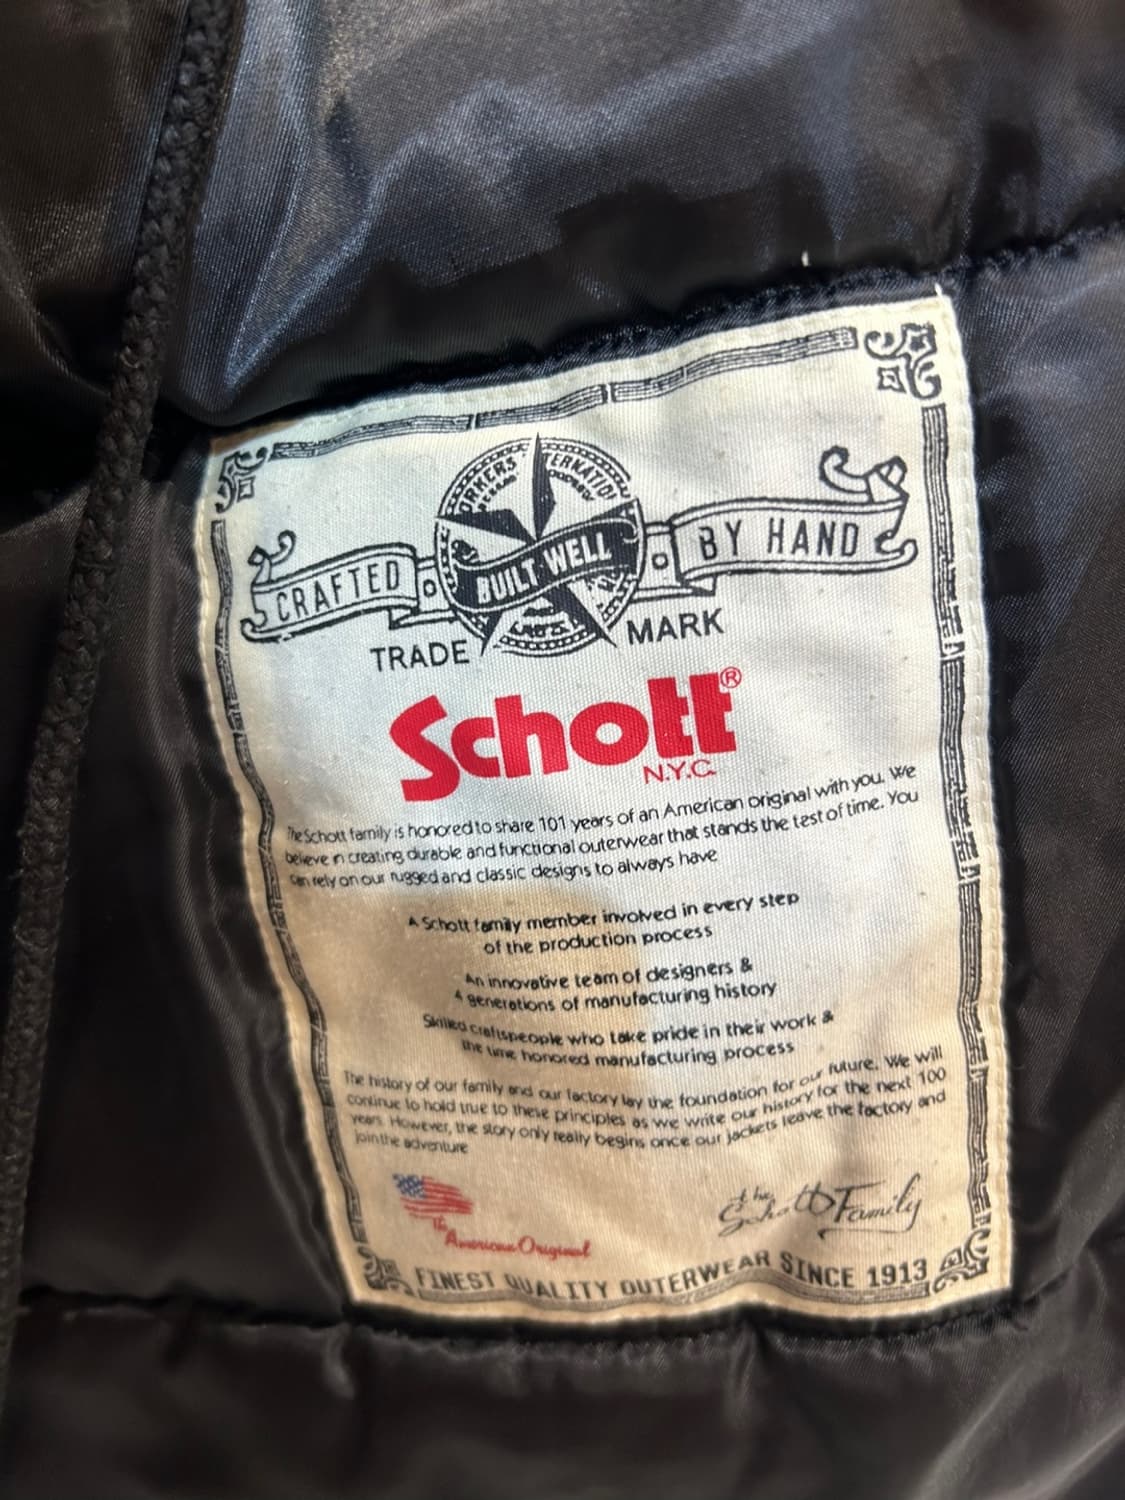 CRAFTED BUILT WELL BY HAND
TRADE MARK
Schott®
N.Y.C.
The Schott family is honored to share 101 years of an American original with you. We
believe in creating durable and functional outerwear that stands the test of time. You
can rely on our rugged and classic designs to always have
A Schott family member involved in every step
of the production process
An innovative team of designers &
4 generations of manufacturing history
Skilled craftspeople who take pride in their work &
the time honored manufacturing process
The history of our family and our factory lay the foundation for our future. We will
continue to hold true to these principles as we write our history for the next 100
years. However, the story only really begins once our jackets leave the factory and
join the adventure
the
Schott Family
The
American Original
FINEST QUALITY OUTERWEAR SINCE 1913